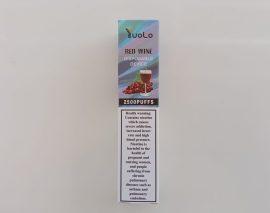 YuoLo
RED WINE
DISPOSABLE
DEVICE
2500PUFFS
Health warning
Contains nicotine
which causes
severe addiction,
increased heart
rate and high
blood pressure.
Nicotine is
harmful to the
health of
pregnant and
nursing women,
and people
suffering from
chronic
pulmonary
diseases such as
asthma and
pulmonary
embolism.